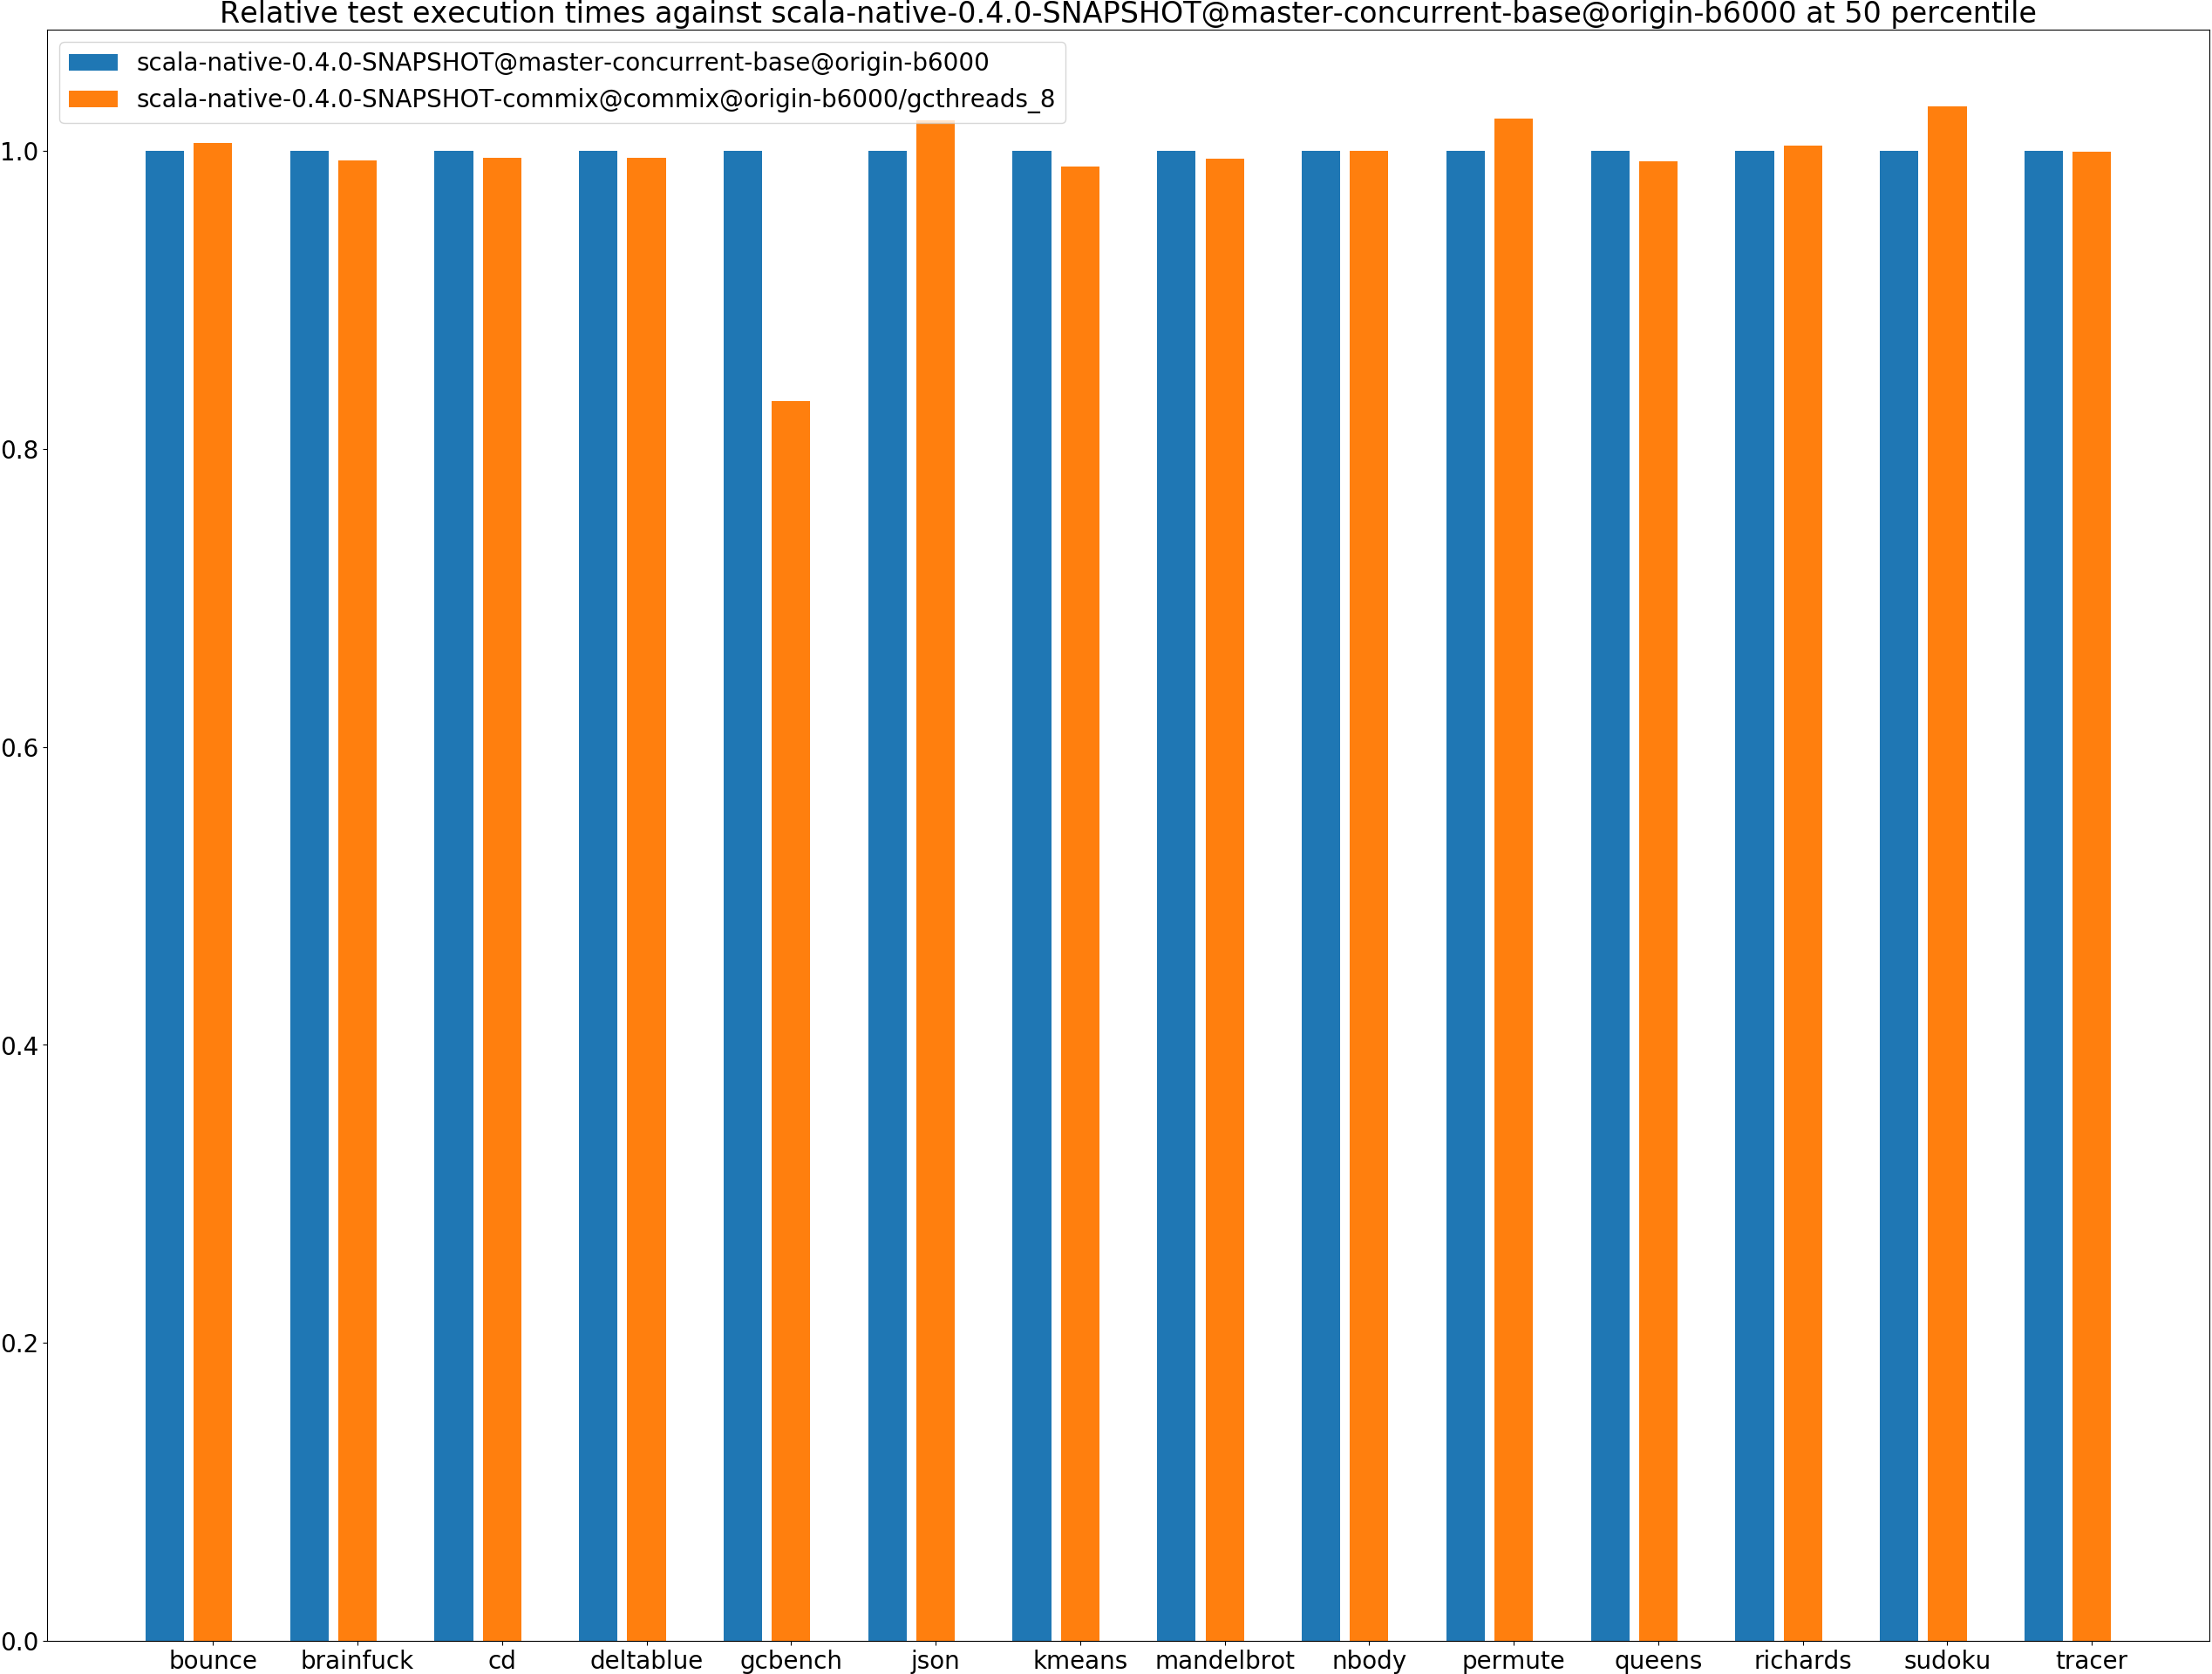 Relative test execution times against scala-native-0.4.0-SNAPSHOT@master-concurrent-base@origin-b6000 at 50 percentile
scala-native-0.4.0-SNAPSHOT@master-concurrent-base@origin-b6000
scala-native-0.4.0-SNAPSHOT-commix@commix@origin-b6000/gcthreads_8
1.0
0.8
0.6
0.4
0.2
0.0
bounce brainfuck cd deltablue gcbench json kmeans mandelbrot nbody permute queens richards sudoku tracer